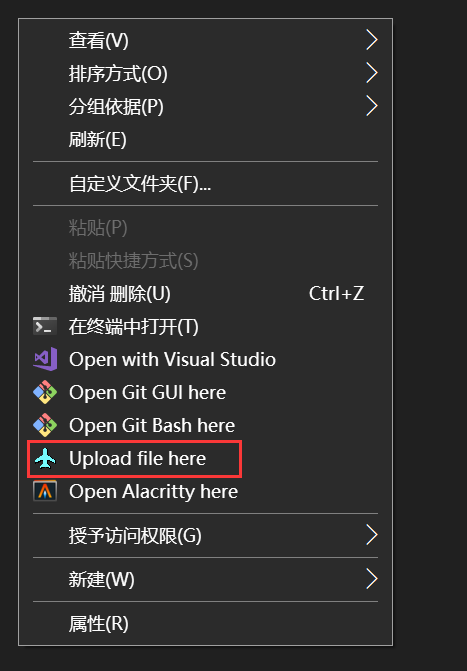 查看(V)
排序方式(O)
分组依据(P)
刷新(E)
自定义文件夹(F)...
粘贴(P)
粘贴快捷方式(S)
撤消 删除(U) Ctrl+Z
在终端中打开(T)
Open with Visual Studio
Open Git GUI here
Open Git Bash here
Upload file here
Open Alacritty here
授予访问权限(G)
新建(W)
属性(R)